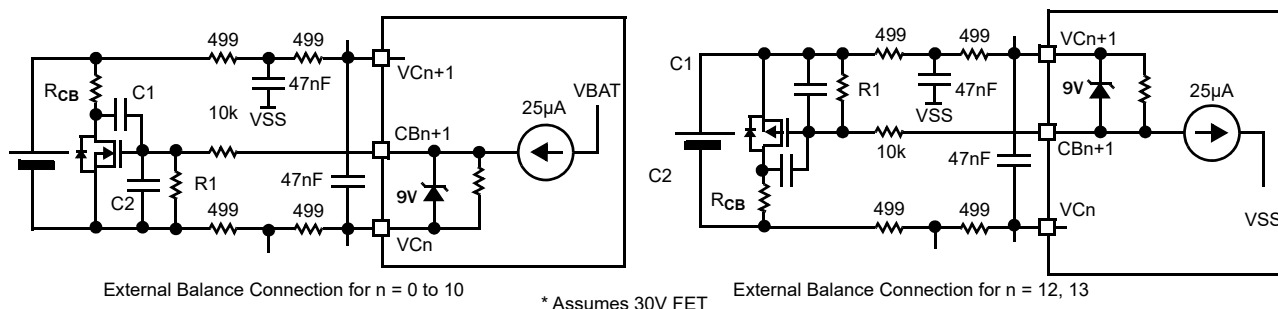 499
499
VCn+1
47nF
RCB
C1
10k
VSS
25µA
VBAT
CBn+1
47nF
R1
C2
9V
499
499
VCn
External Balance Connection for n = 0 to 10
* Assumes 30V FET
499
499
VCn+1
C1
R1
47nF
9V
25µA
VSS
10k
CBn+1
47nF
C2
RCB
499
499
VCn
VSS
External Balance Connection for n = 12, 13